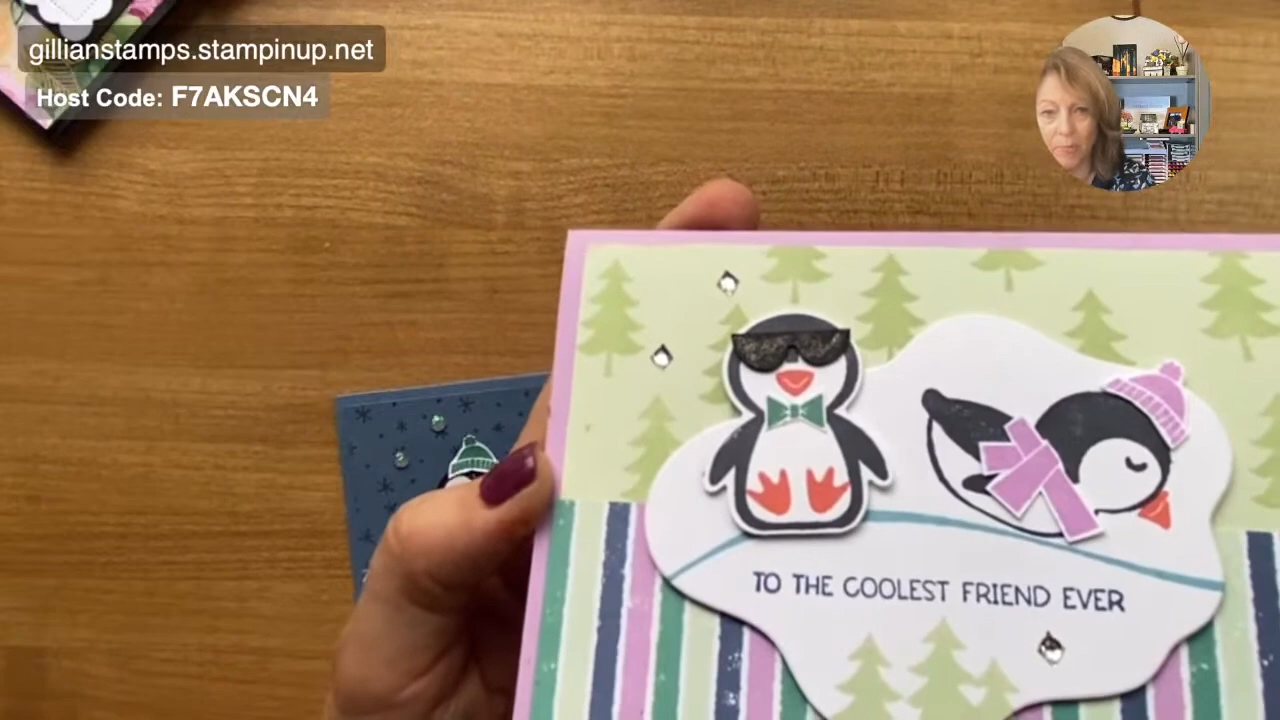 gillianstamps.stampinup.net
Host Code: F7AKSCN4
TO THE COOLEST FRIEND EVER